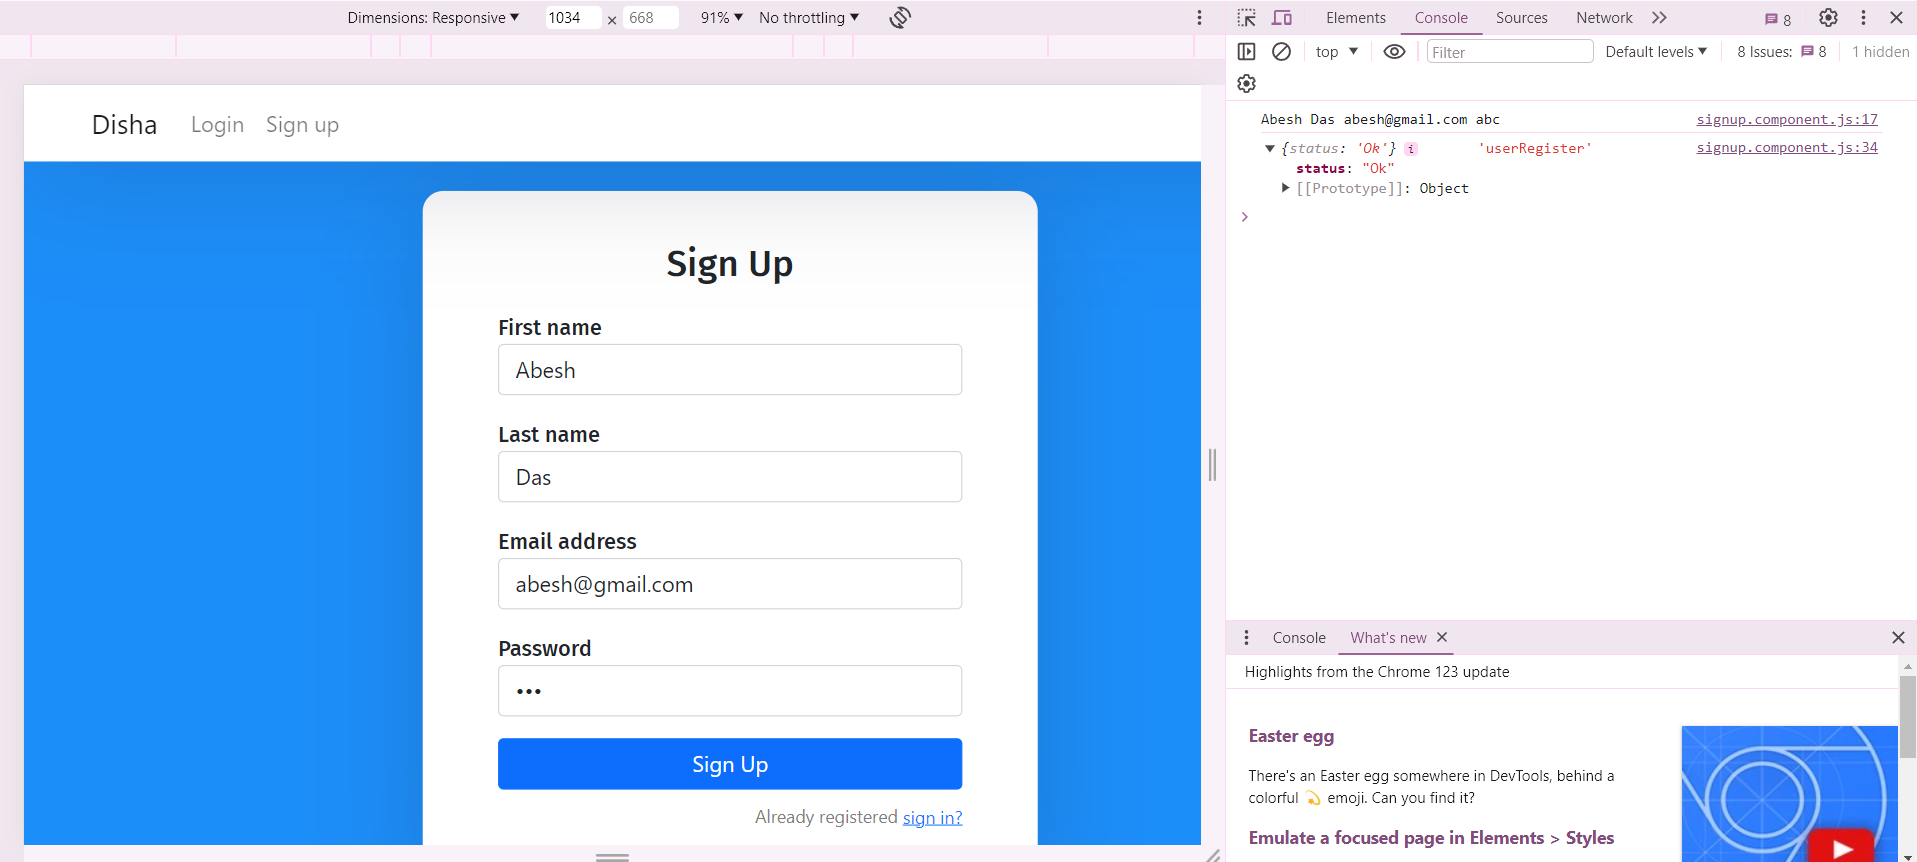 Dimensions: Responsive ▼ 1034 × 668 91% ▼ No throttling ▼
Disha Login Sign up
Sign Up
First name
Abesh
Last name
Das
Email address
abesh@gmail.com
Password
•••
Sign Up
Already registered sign in?
Elements Console Sources Network >> 8
top ▼ Filter Default levels ▼ 8 Issues: 8 1 hidden
Abesh Das abesh@gmail.com abc signup.component.js:17
▼ {status: 'Ok'} i 'userRegister' signup.component.js:34
status: "Ok"
▶ [[Prototype]]: Object
>
Console What's new ×
Highlights from the Chrome 123 update
Easter egg
There's an Easter egg somewhere in DevTools, behind a
colorful 💫 emoji. Can you find it?
Emulate a focused page in Elements > Styles